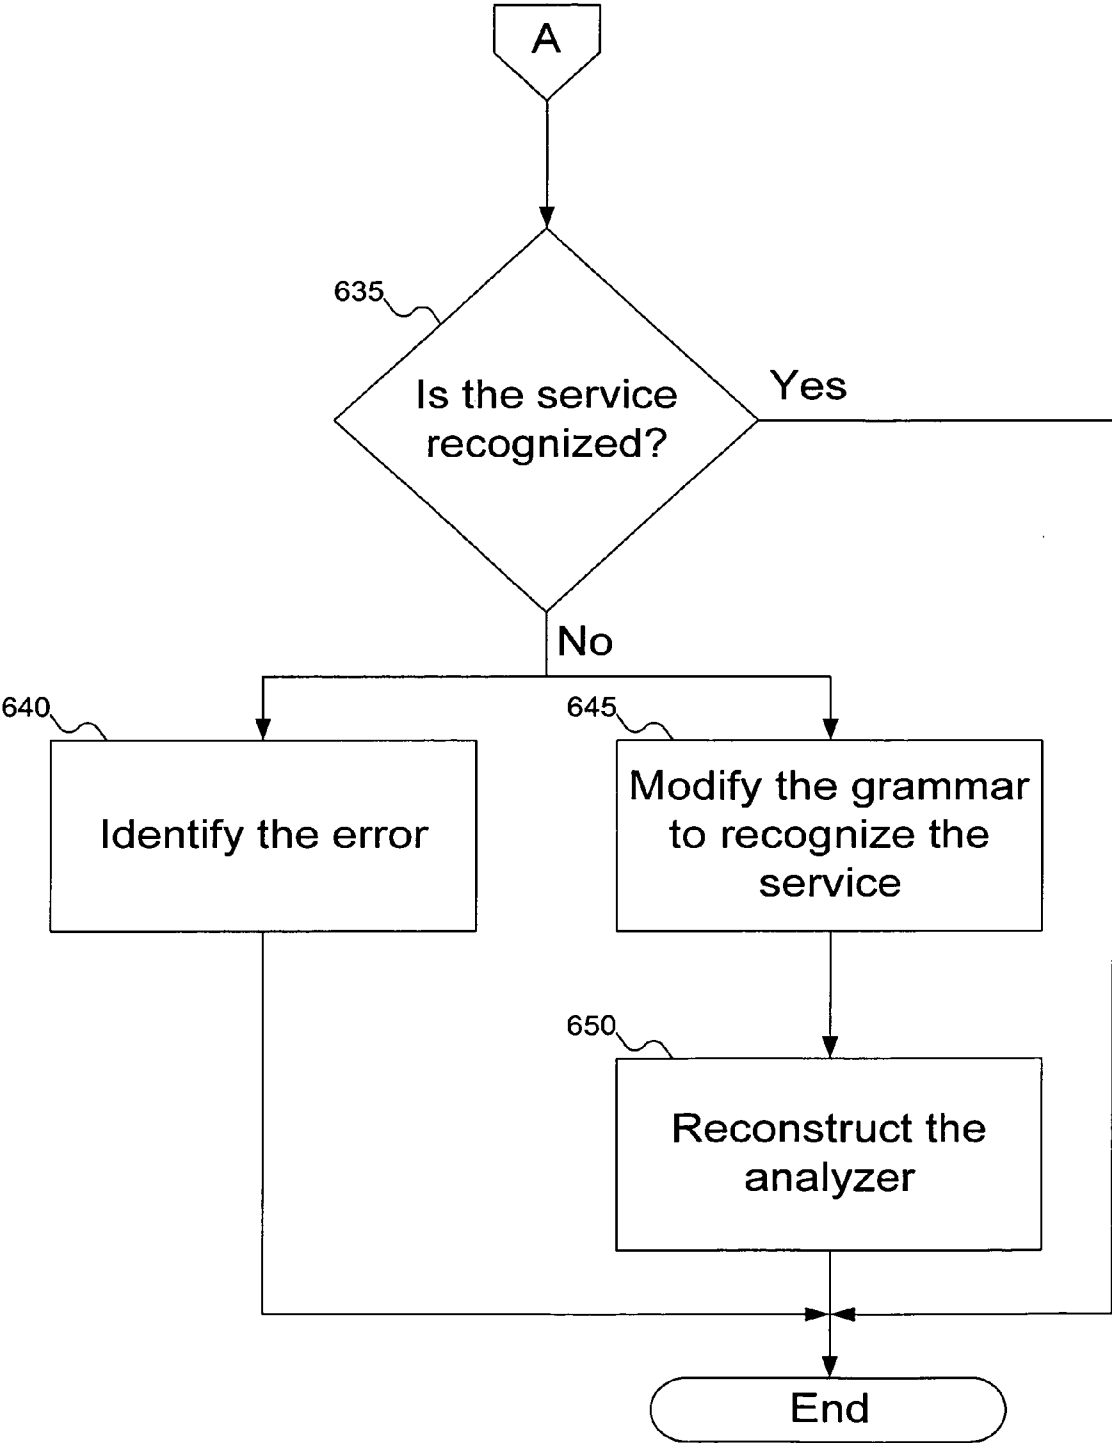 A
635
Is the service
recognized?
Yes
No
640
Identify the error
645
Modify the grammar
to recognize the
service
650
Reconstruct the
analyzer
End